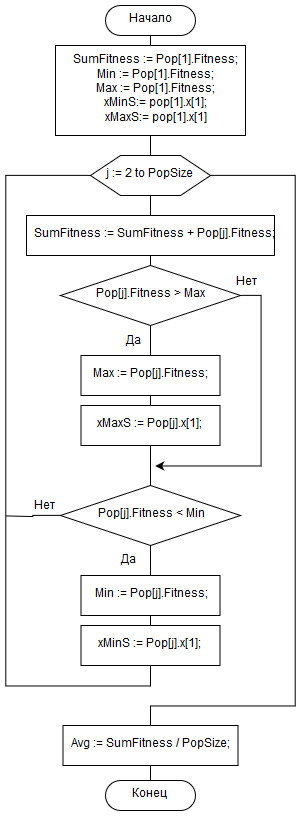 Начало
SumFitness := Pop[1].Fitness;
Min := Pop[1].Fitness;
Max := Pop[1].Fitness;
xMinS:= pop[1].x[1];
xMaxS:= pop[1].x[1]
j := 2 to PopSize
SumFitness := SumFitness + Pop[j].Fitness;
Pop[j].Fitness > Max
Нет
Да
Max := Pop[j].Fitness;
xMaxS := Pop[j].x[1];
Нет
Pop[j].Fitness < Min
Да
Min := Pop[j].Fitness;
xMinS := Pop[j].x[1];
Avg := SumFitness / PopSize;
Конец